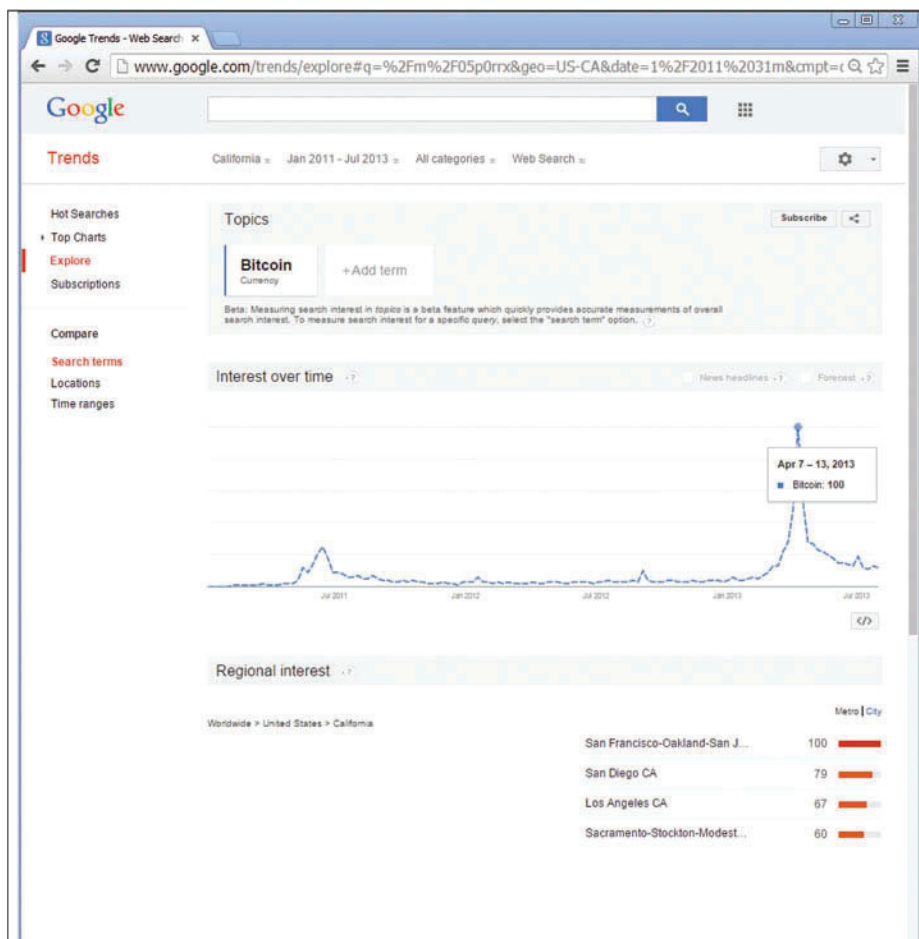 Google Trends - Web Search
www.google.com/trends/explore#q=%2Fm%2F05p0rrx&geo=US-CA&date=1%2F2011%2031m&cmpt=
Google
Trends
California Jan 2011 - Jul 2013 All categories Web Search
Hot Searches
Top Charts
Explore
Subscriptions
Compare
Search terms
Locations
Time ranges
Topics
Subscribe
Bitcoin
Currency
+Add term
Beta: Measuring search interest in topics is a beta feature which quickly provides accurate measurements of overall
search interest. To measure search interest for a specific query, select the "search term" option. ?
Interest over time ?
News headlines ? Forecast ?
Apr 7 – 13, 2013
Bitcoin: 100
Jul 2011 Jan 2012 Jul 2012 Jan 2013 Jul 2013
</>
Regional interest ?
Metro | City
Worldwide > United States > California
San Francisco-Oakland-San J... 100
San Diego CA 79
Los Angeles CA 67
Sacramento-Stockton-Modest... 60